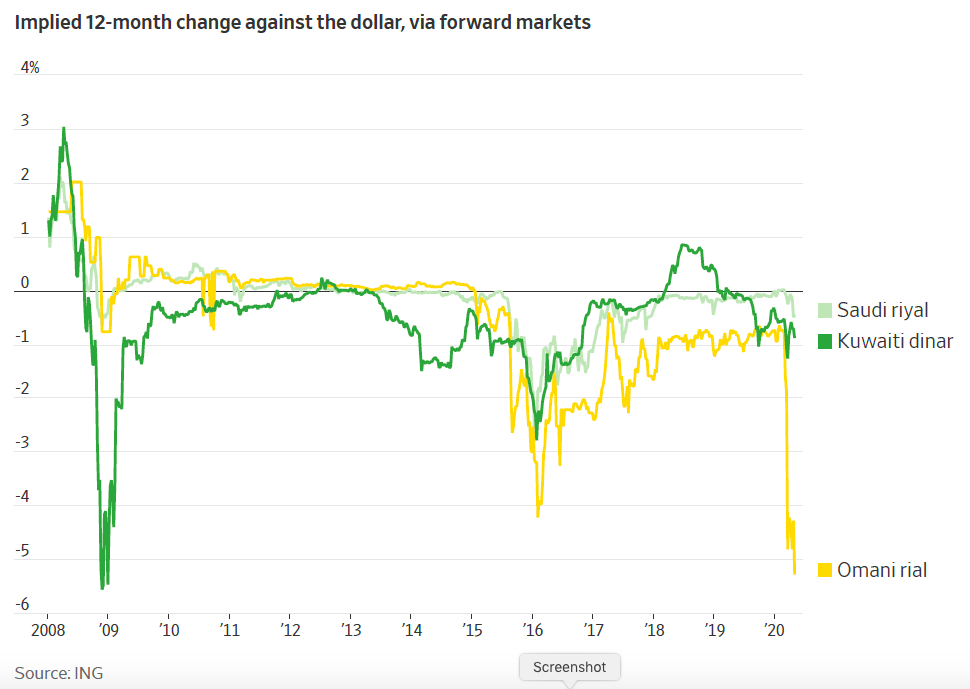 Implied 12-month change against the dollar, via forward markets
4%
3
2
1
0
-1
-2
-3
-4
-5
-6
2008 ’09 ’10 ’11 ’12 ’13 ’14 ’15 ’16 ’17 ’18 ’19 ’20
Saudi riyal
Kuwaiti dinar
Omani rial
Source: ING
Screenshot